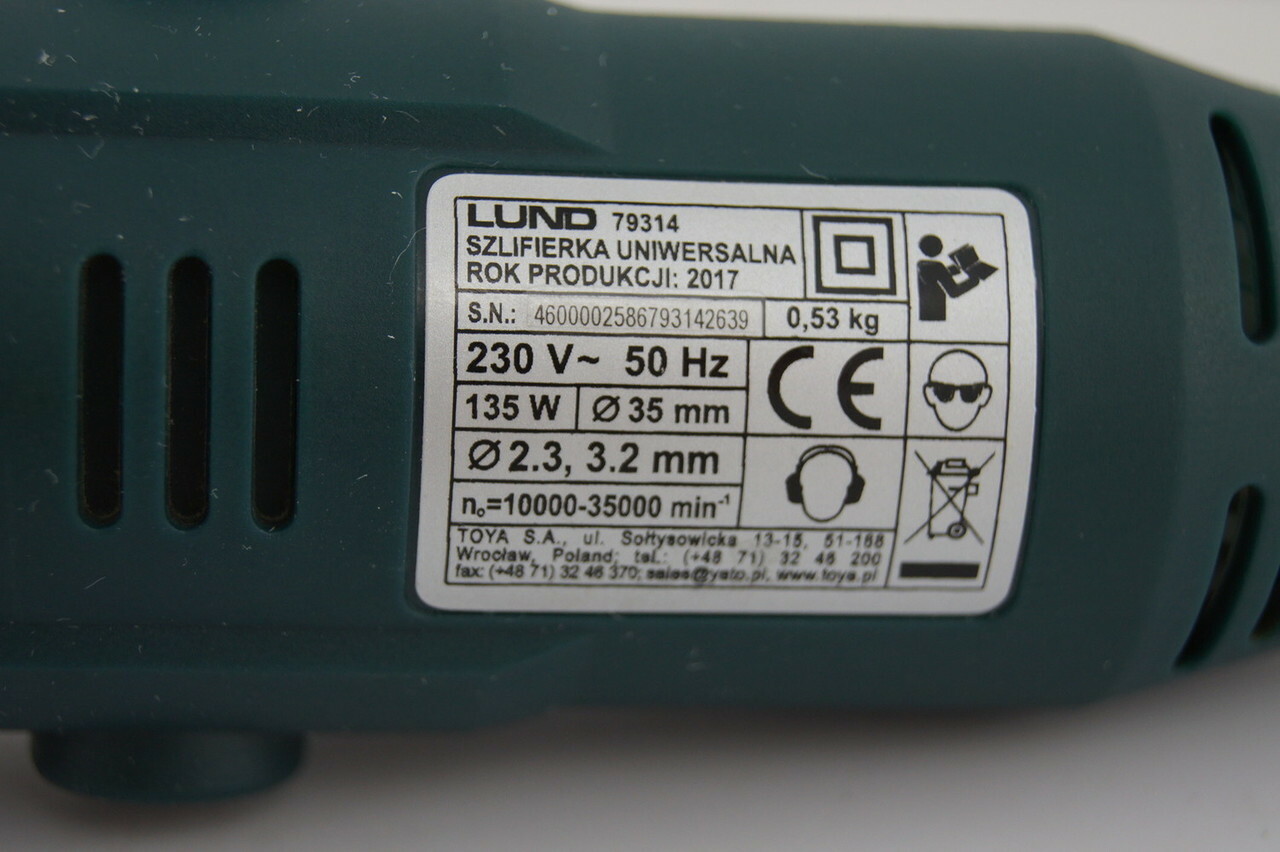 LUND 79314
SZLIFIERKA UNIWERSALNA
ROK PRODUKCJI: 2017
S.N.: 4600002586793142639
0,53 kg
230 V~ 50 Hz
CE
135 W
Ø 35 mm
Ø 2.3, 3.2 mm
n₀=10000-35000 min⁻¹
TOYA S.A., ul. Sołtysowicka 13-15, 51-168
Wrocław, Poland; tel.: (+48 71) 32 46 200
fax: (+48 71) 32 46 370; sales@yato.pl, www.toya.pl